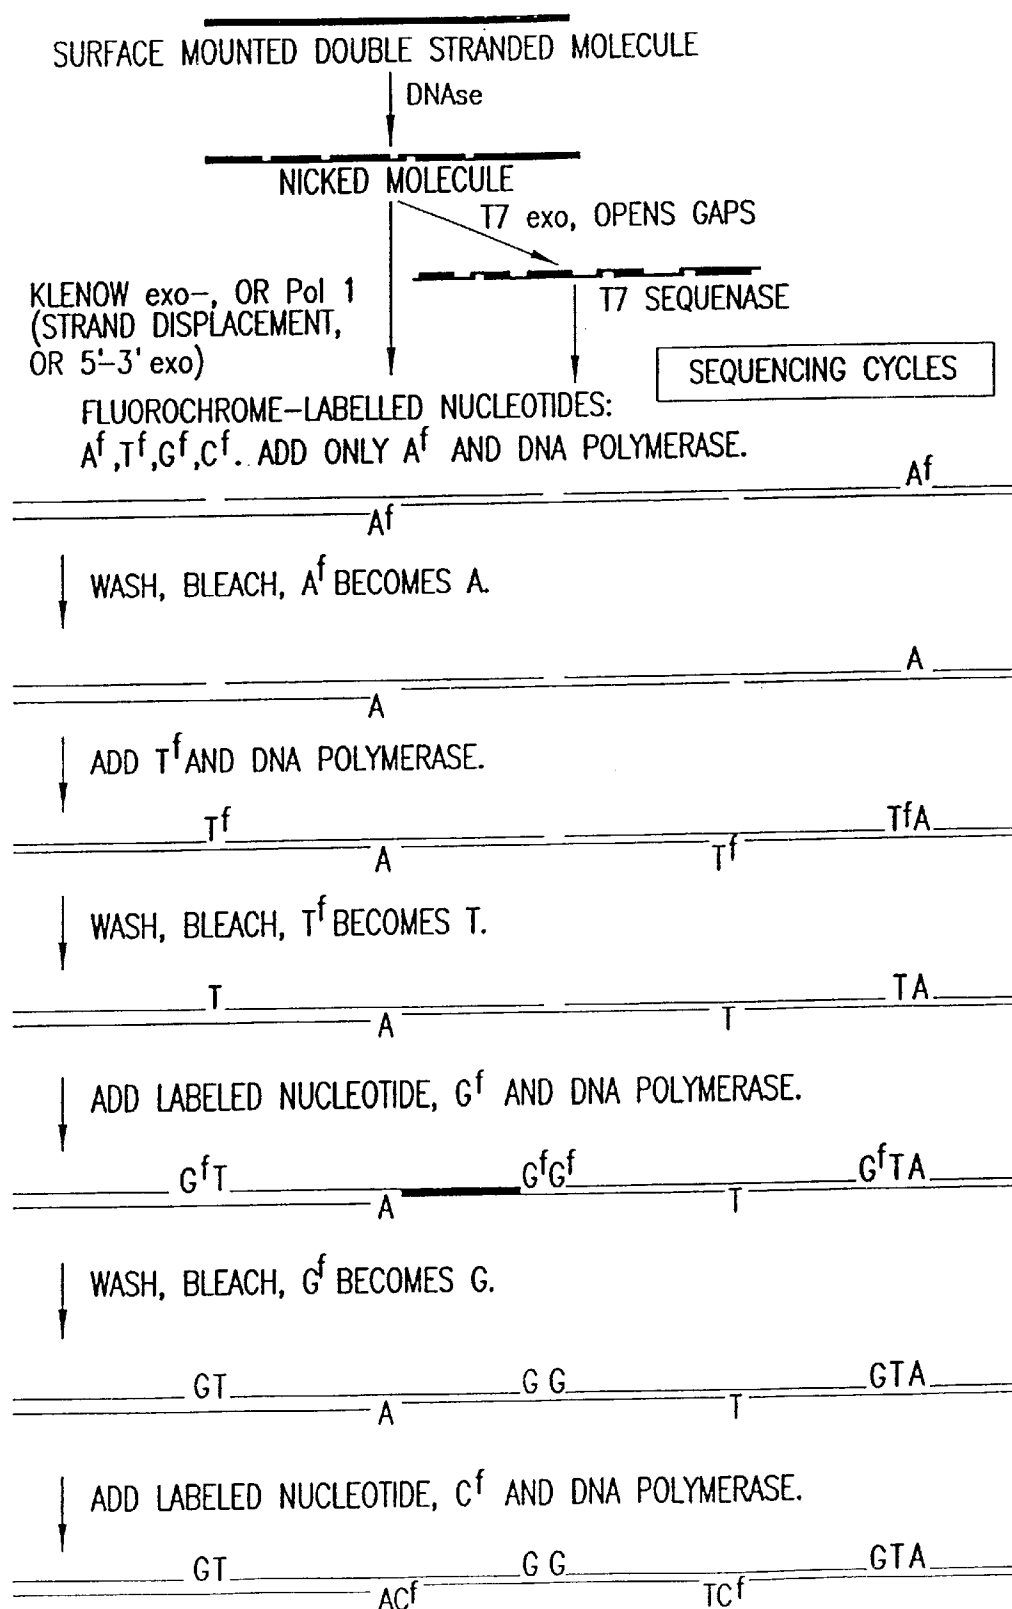 SURFACE MOUNTED DOUBLE STRANDED MOLECULE
DNAse
NICKED MOLECULE
T7 exo, OPENS GAPS
T7 SEQUENASE
KLENOW exo-, OR Pol 1
(STRAND DISPLACEMENT,
OR 5'-3' exo)
SEQUENCING CYCLES
FLUOROCHROME-LABELLED NUCLEOTIDES:
Aᶠ,Tᶠ,Gᶠ,Cᶠ. ADD ONLY Aᶠ AND DNA POLYMERASE.
Aᶠ
Aᶠ
WASH, BLEACH, Aᶠ BECOMES A.
A
A
ADD Tᶠ AND DNA POLYMERASE.
Tᶠ TᶠA
A Tᶠ
WASH, BLEACH, Tᶠ BECOMES T.
T TA
A T
ADD LABELED NUCLEOTIDE, Gᶠ AND DNA POLYMERASE.
GᶠT GᶠGᶠ GᶠTA
A T
WASH, BLEACH, Gᶠ BECOMES G.
GT G G GTA
A T
ADD LABELED NUCLEOTIDE, Cᶠ AND DNA POLYMERASE.
GT G G GTA
ACᶠ TCᶠ